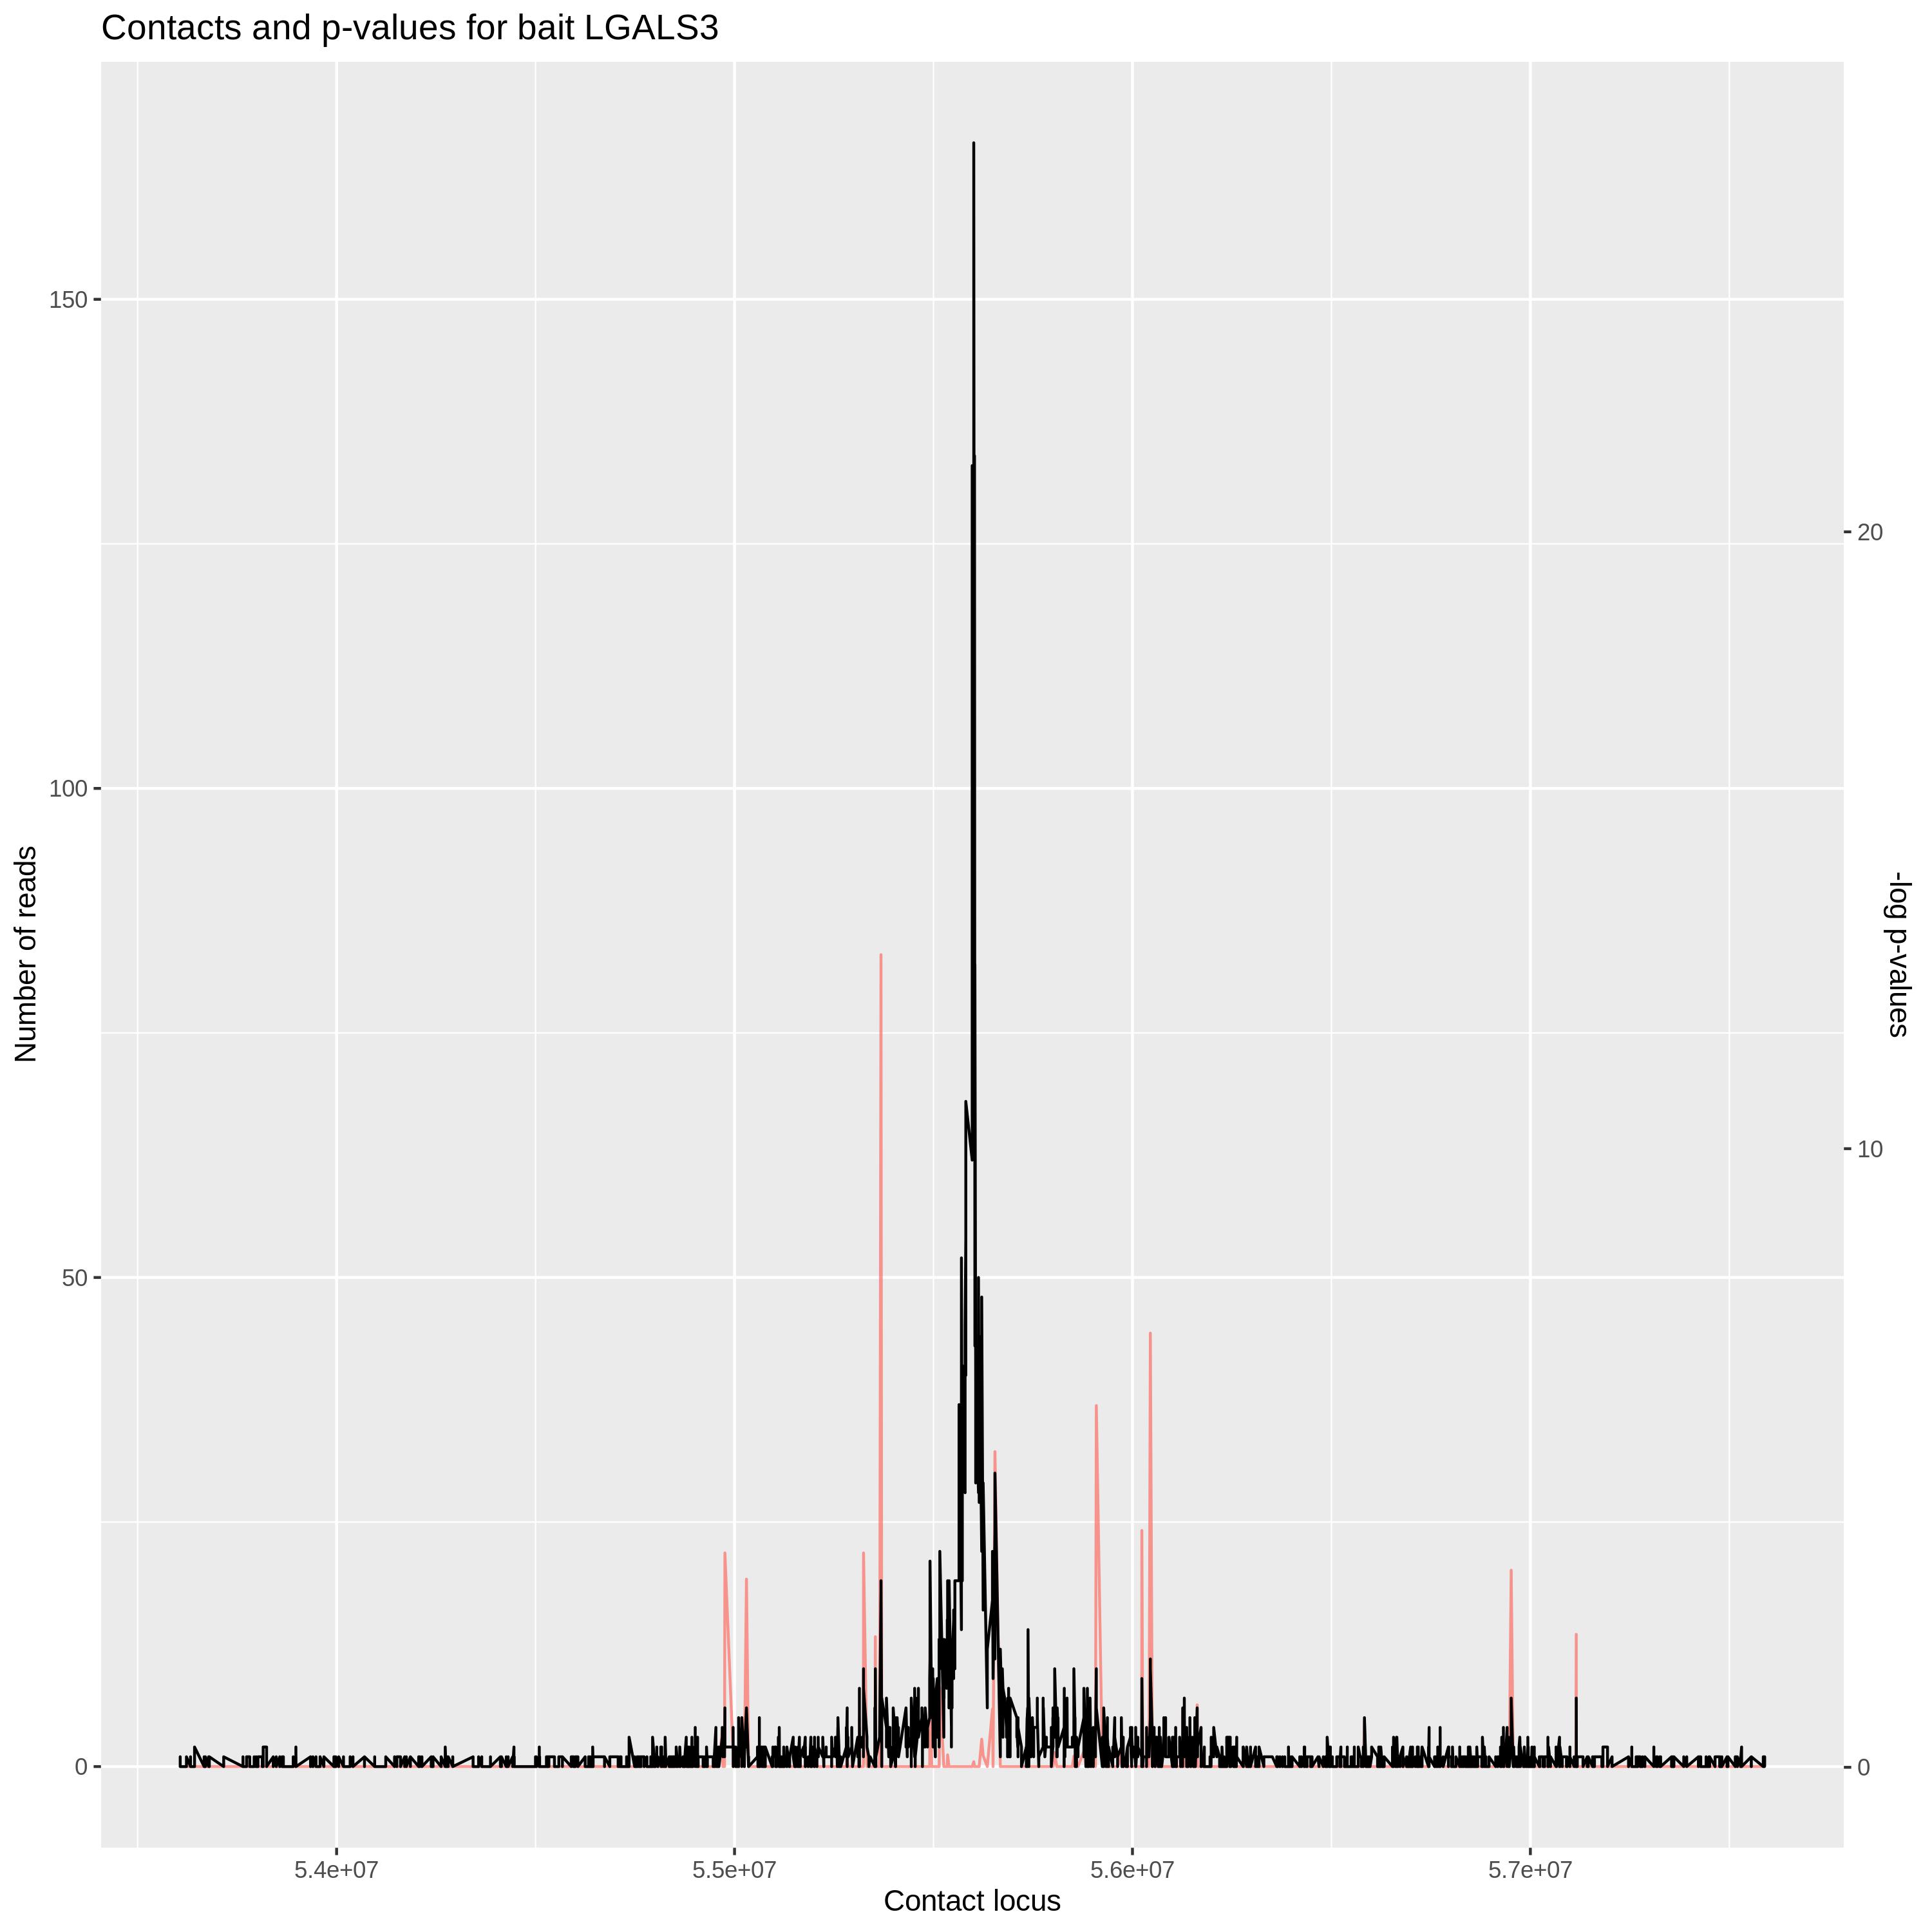 Contacts and p-values for bait LGALS3
150
100
50
0
Number of reads
20
10
0
-log p-values
5.4e+07
5.5e+07
5.6e+07
5.7e+07
Contact locus